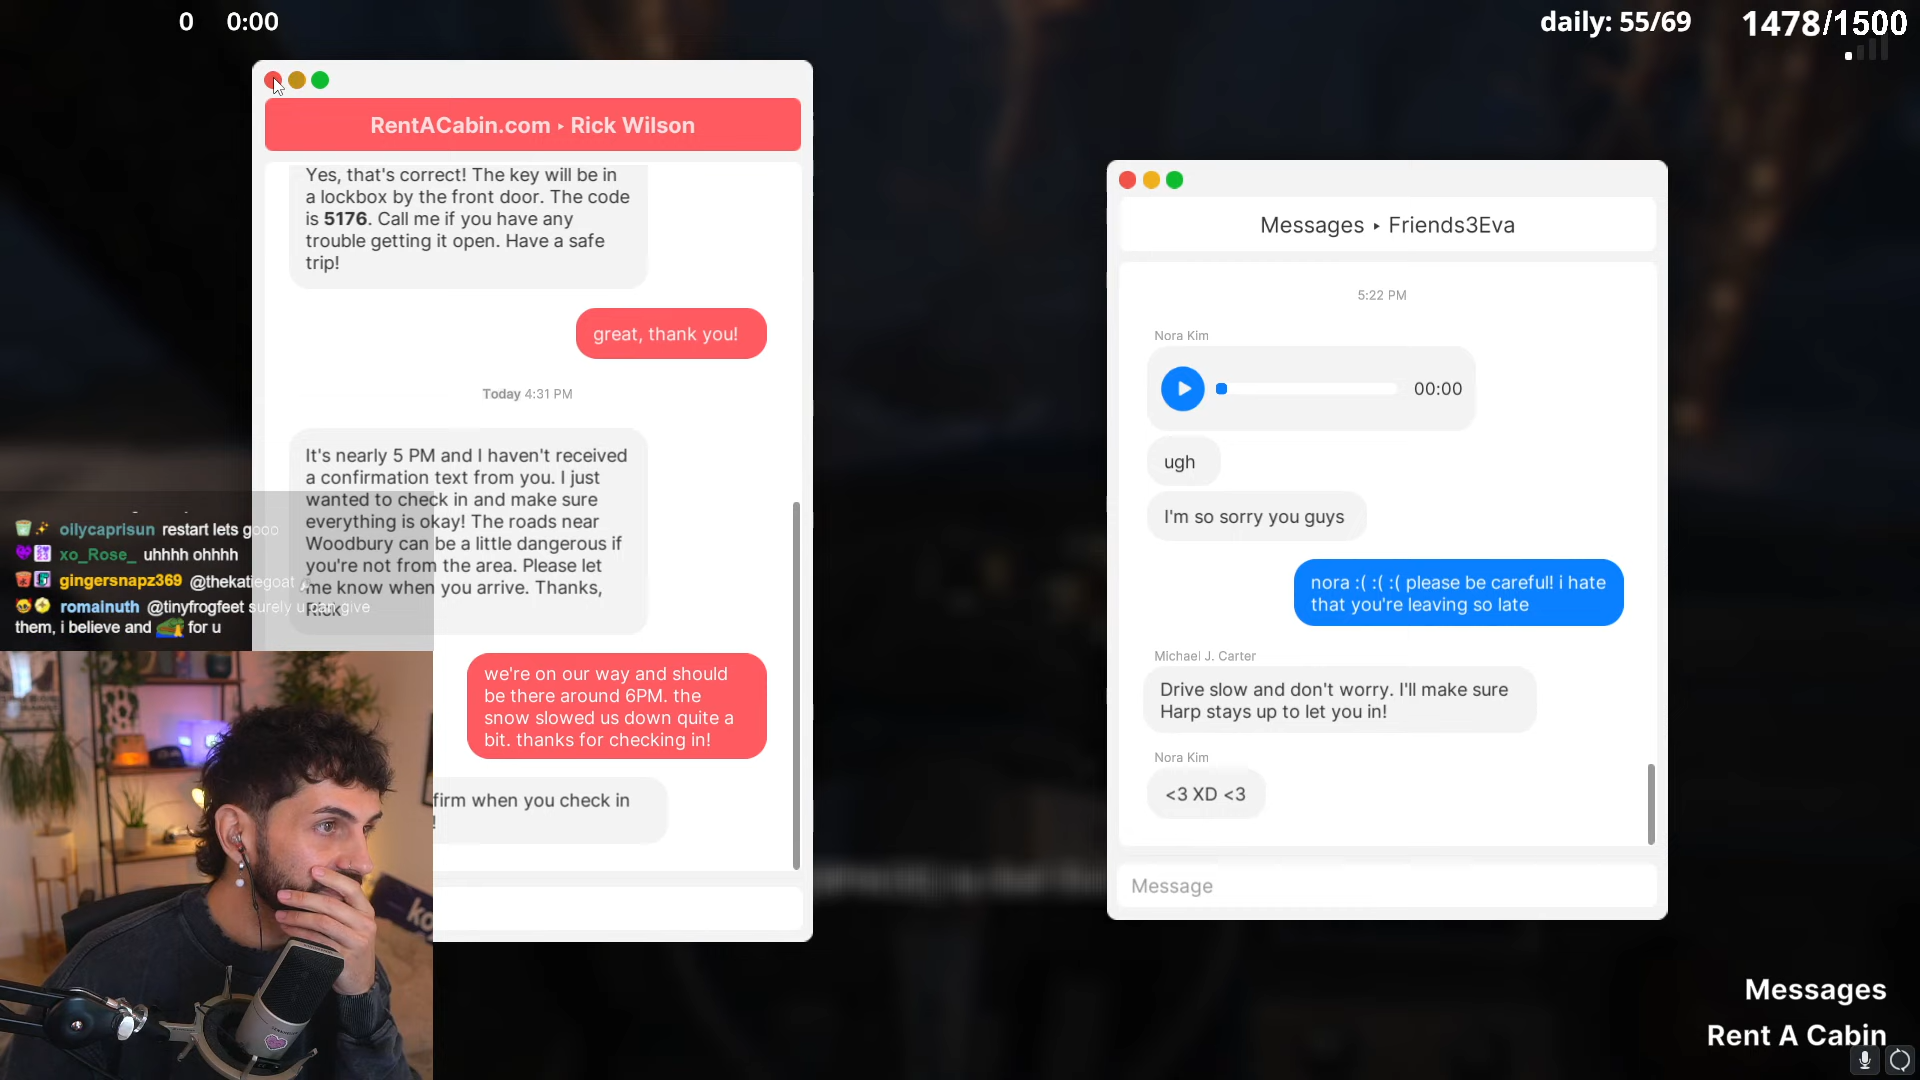 0 0:00
daily: 55/69 1478/1500
RentACabin.com ▸ Rick Wilson
Yes, that's correct! The key will be in
a lockbox by the front door. The code
is 5176. Call me if you have any
trouble getting it open. Have a safe
trip!
great, thank you!
Today 4:31 PM
It's nearly 5 PM and I haven't received
a confirmation text from you. I just
wanted to check in and make sure
everything is okay! The roads near
Woodbury can be a little dangerous if
you're not from the area. Please let
me know when you arrive. Thanks,
Rick
we're on our way and should
be there around 6PM. the
snow slowed us down quite a
bit. thanks for checking in!
firm when you check in
!
oilycaprisun restart lets gooo
xo_Rose_ uhhhh ohhhh
gingersnapz369 @thekatiegoat
romainuth @tinyfrogfeet surely u can give
them, i believe and for u
Messages ▸ Friends3Eva
5:22 PM
Nora Kim
00:00
ugh
I'm so sorry you guys
nora :( :( :( please be careful! i hate
that you're leaving so late
Michael J. Carter
Drive slow and don't worry. I'll make sure
Harp stays up to let you in!
Nora Kim
<3 XD <3
Message
Messages
Rent A Cabin